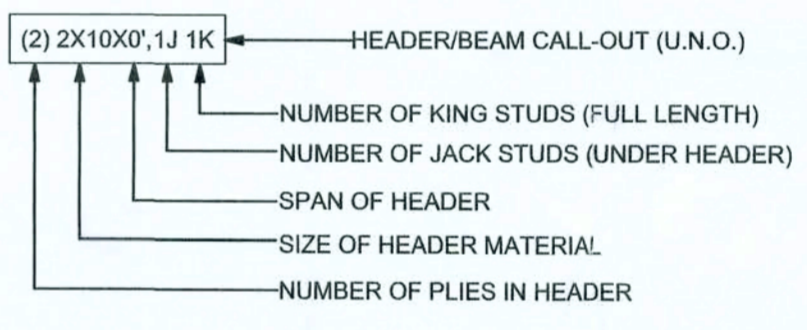 (2) 2X10X0',1J 1K
HEADER/BEAM CALL-OUT (U.N.O.)
NUMBER OF KING STUDS (FULL LENGTH)
NUMBER OF JACK STUDS (UNDER HEADER)
SPAN OF HEADER
SIZE OF HEADER MATERIAL
NUMBER OF PLIES IN HEADER